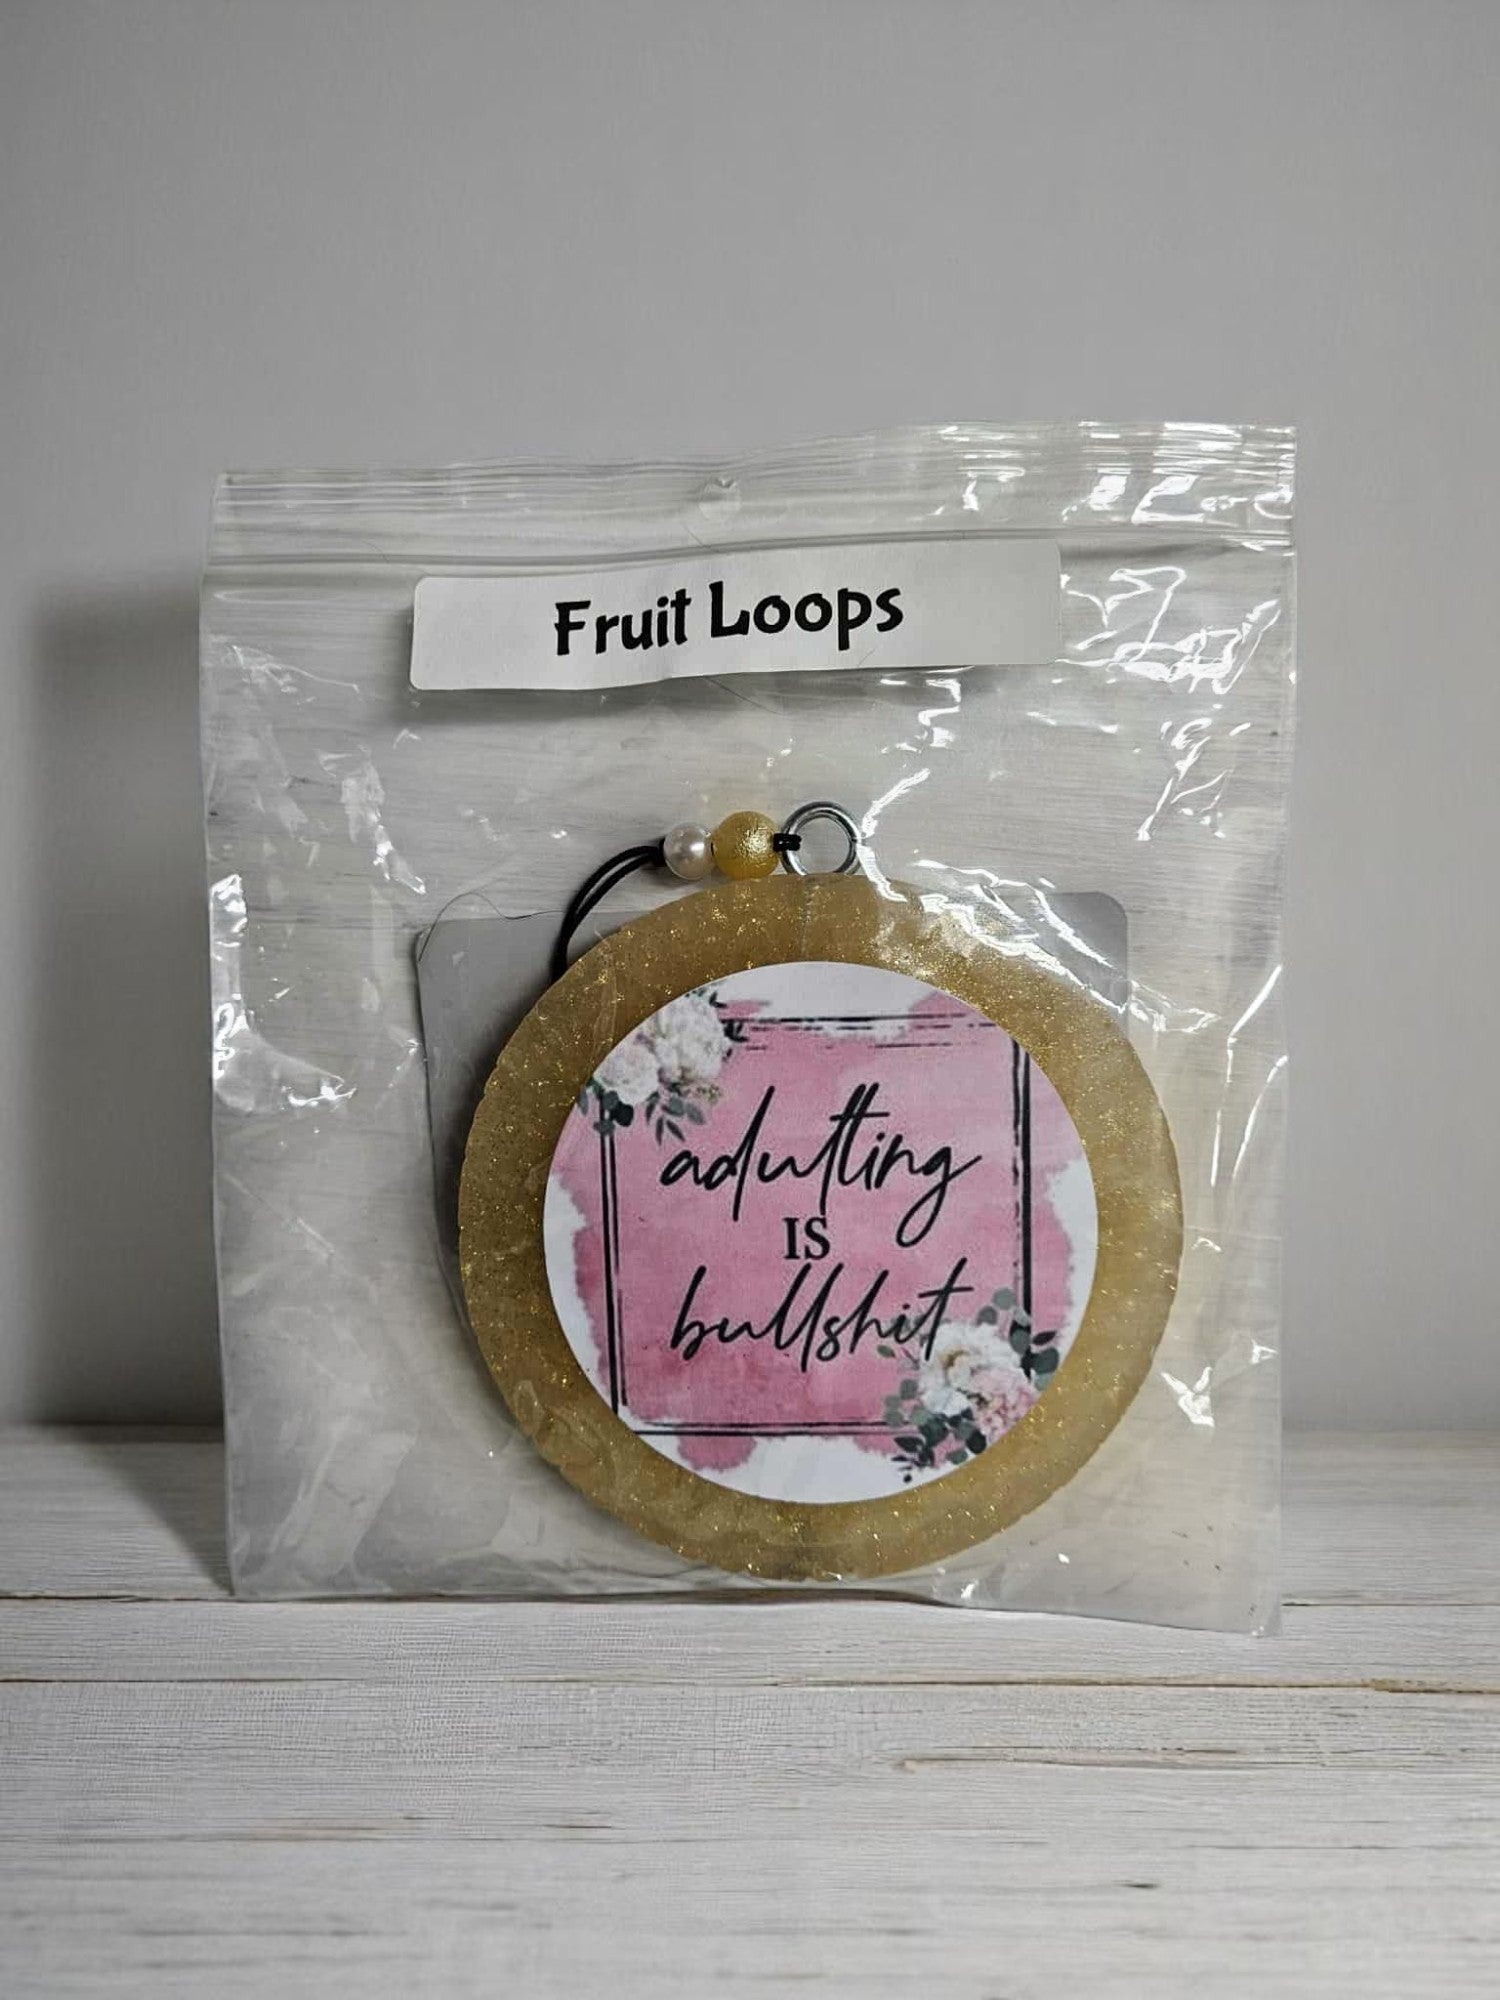 Fruit Loops
adulting
IS
bullshit